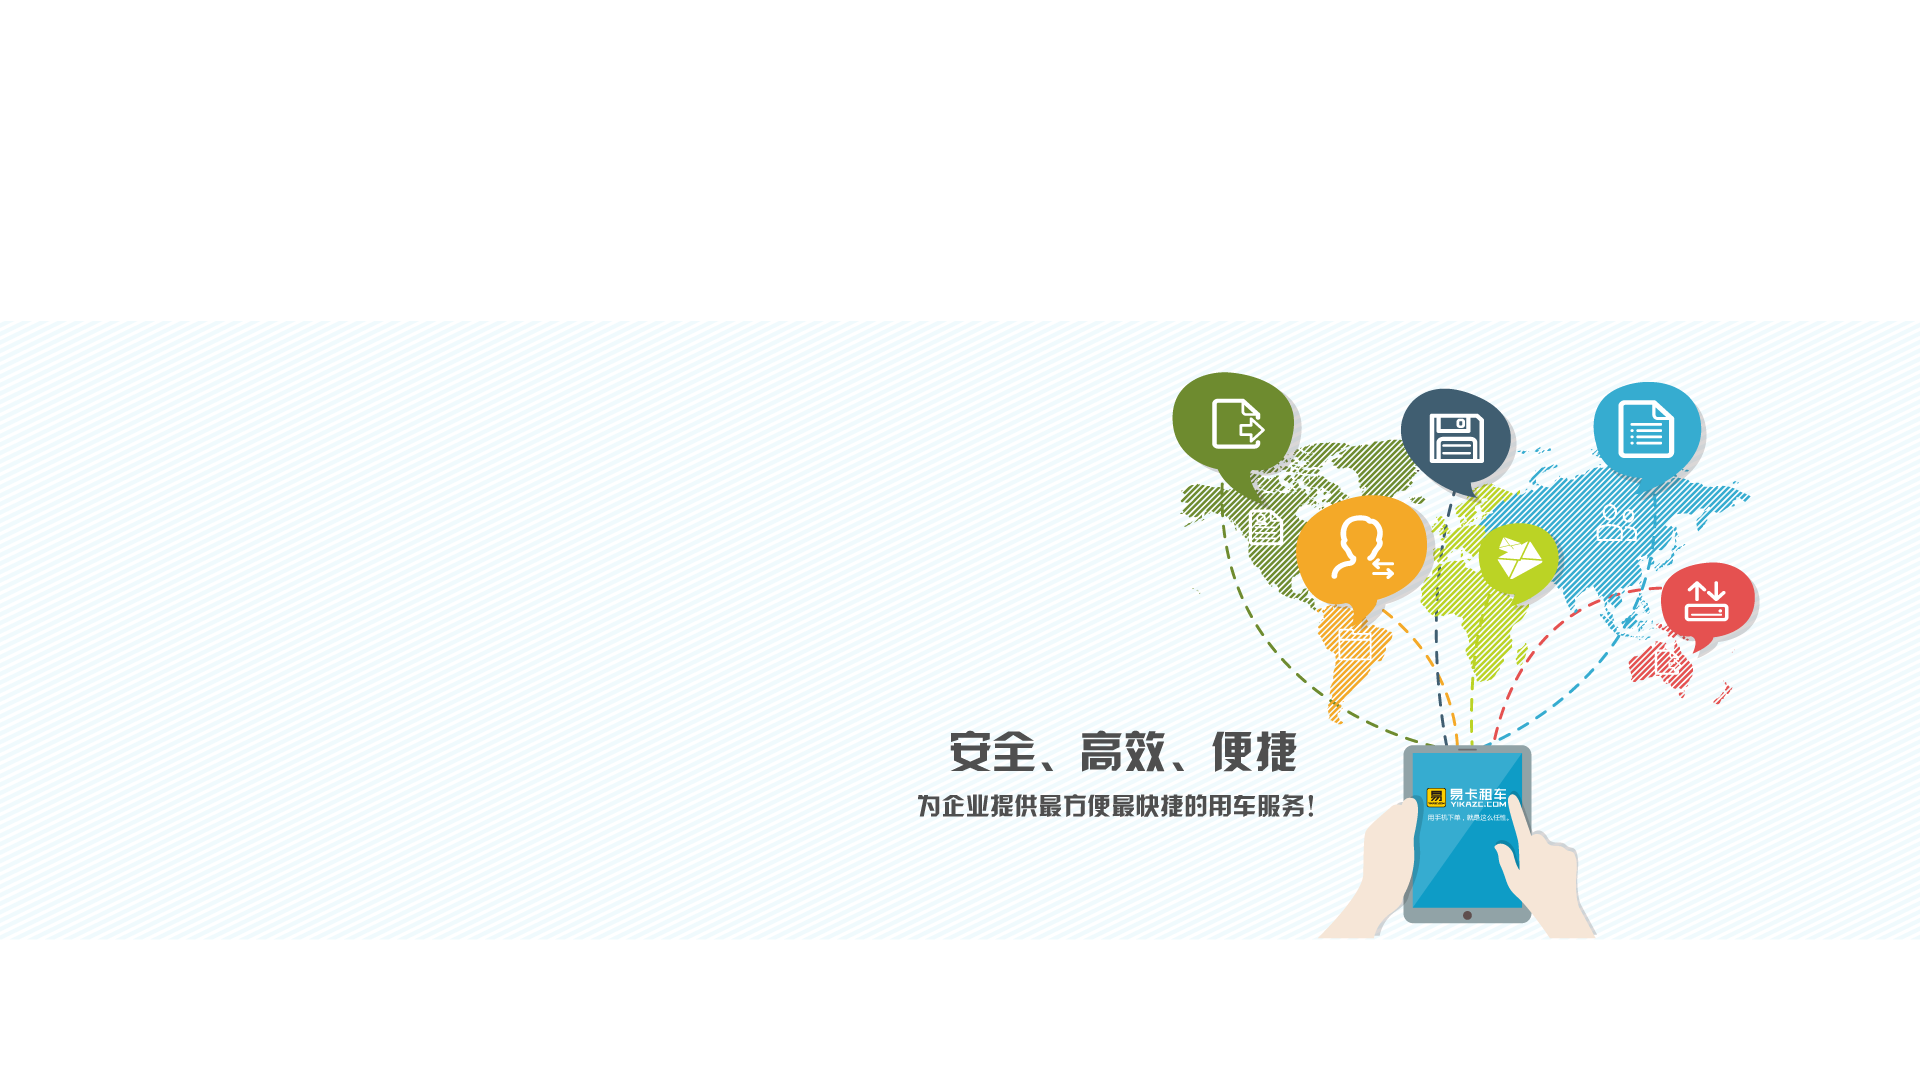 安全、高效、便捷
为企业提供最方便最快捷的用车服务!
易 易卡租车
YIKAZC.COM
用手机下单，就是这么任性。